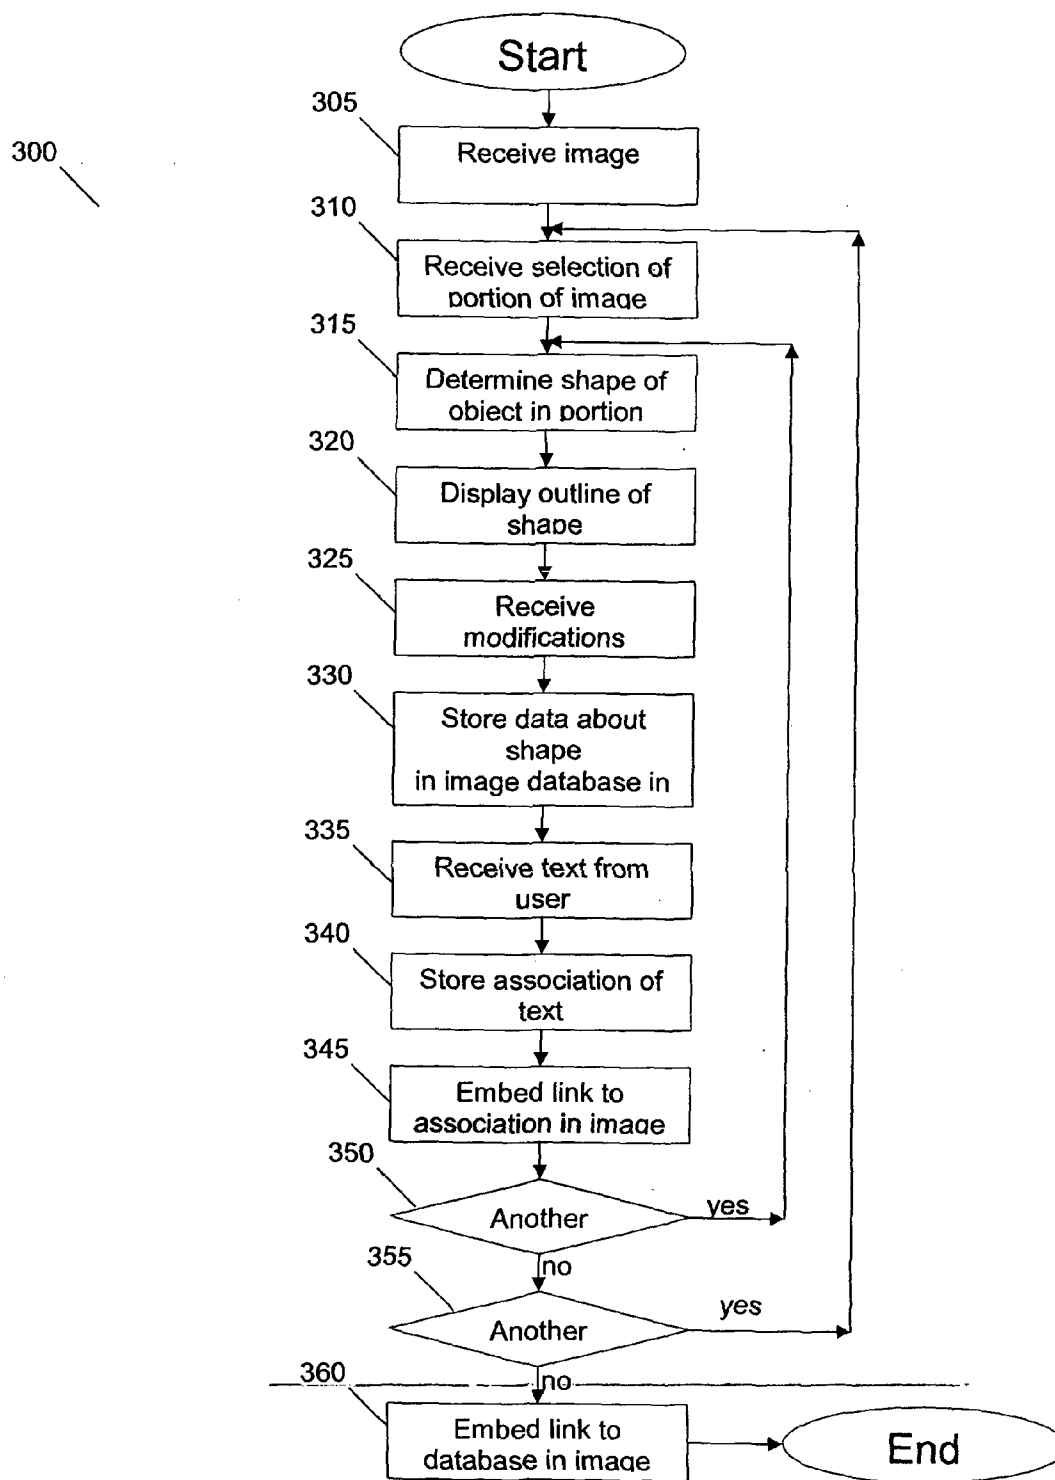 Start
305
Receive image
300
310
Receive selection of
portion of image
315
Determine shape of
object in portion
320
Display outline of
shape
325
Receive
modifications
330
Store data about
shape
in image database in
335
Receive text from
user
340
Store association of
text
345
Embed link to
association in image
350
Another
yes
no
355
Another
yes
no
360
Embed link to
database in image
End